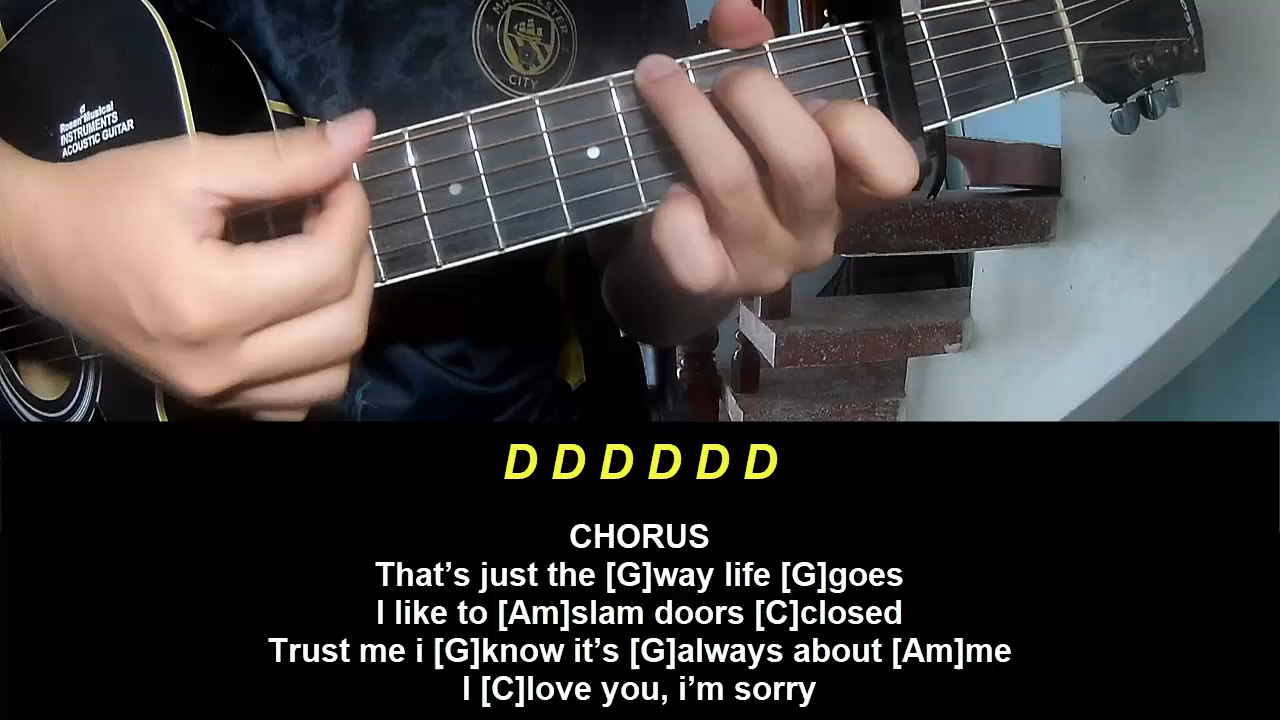 MANCHESTER
CITY
Rosen Musical
INSTRUMENTS
ACOUSTIC GUITAR
D D D D D D
CHORUS
That’s just the [G]way life [G]goes
I like to [Am]slam doors [C]closed
Trust me i [G]know it’s [G]always about [Am]me
I [C]love you, i’m sorry